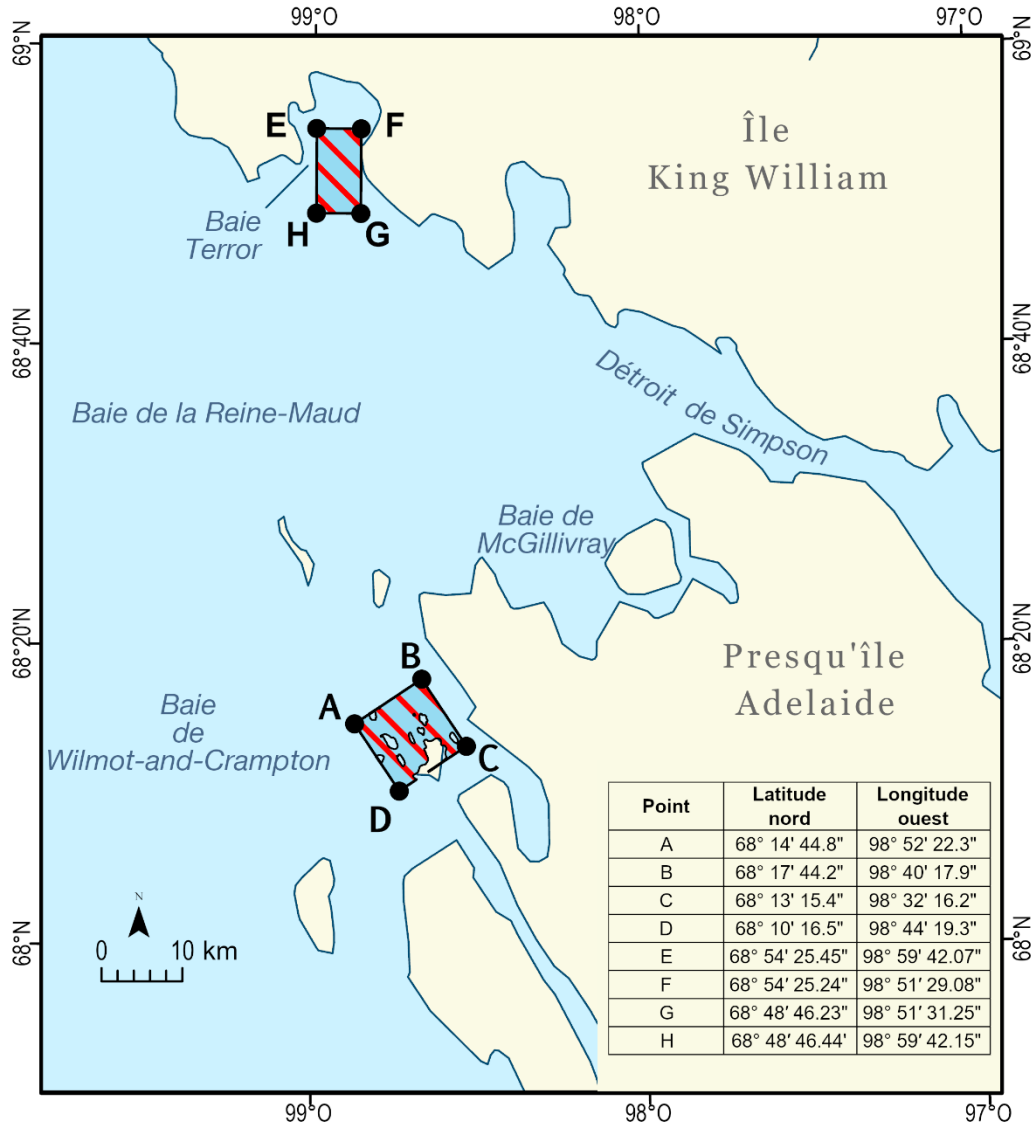 99°O
98°O
97°O
69°N
69°N
E
F
Île
King William
Baie
Terror
H
G
68°40'N
68°40'N
Détroit de Simpson
Baie de la Reine-Maud
Baie de
McGillivray
68°20'N
68°20'N
B
Presqu'île
Adelaide
A
Baie
de
Wilmot-and-Crampton
C
D
Point Latitude nord Longitude ouest
A 68° 14' 44.8" 98° 52' 22.3"
B 68° 17' 44.2" 98° 40' 17.9"
C 68° 13' 15.4" 98° 32' 16.2"
D 68° 10' 16.5" 98° 44' 19.3"
E 68° 54′ 25.45" 98° 59′ 42.07"
F 68° 54′ 25.24" 98° 51′ 29.08"
G 68° 48′ 46.23" 98° 51′ 31.25"
H 68° 48′ 46.44' 98° 59′ 42.15"
N
0 10 km
68°N
68°N
99°O
98°O
97°O